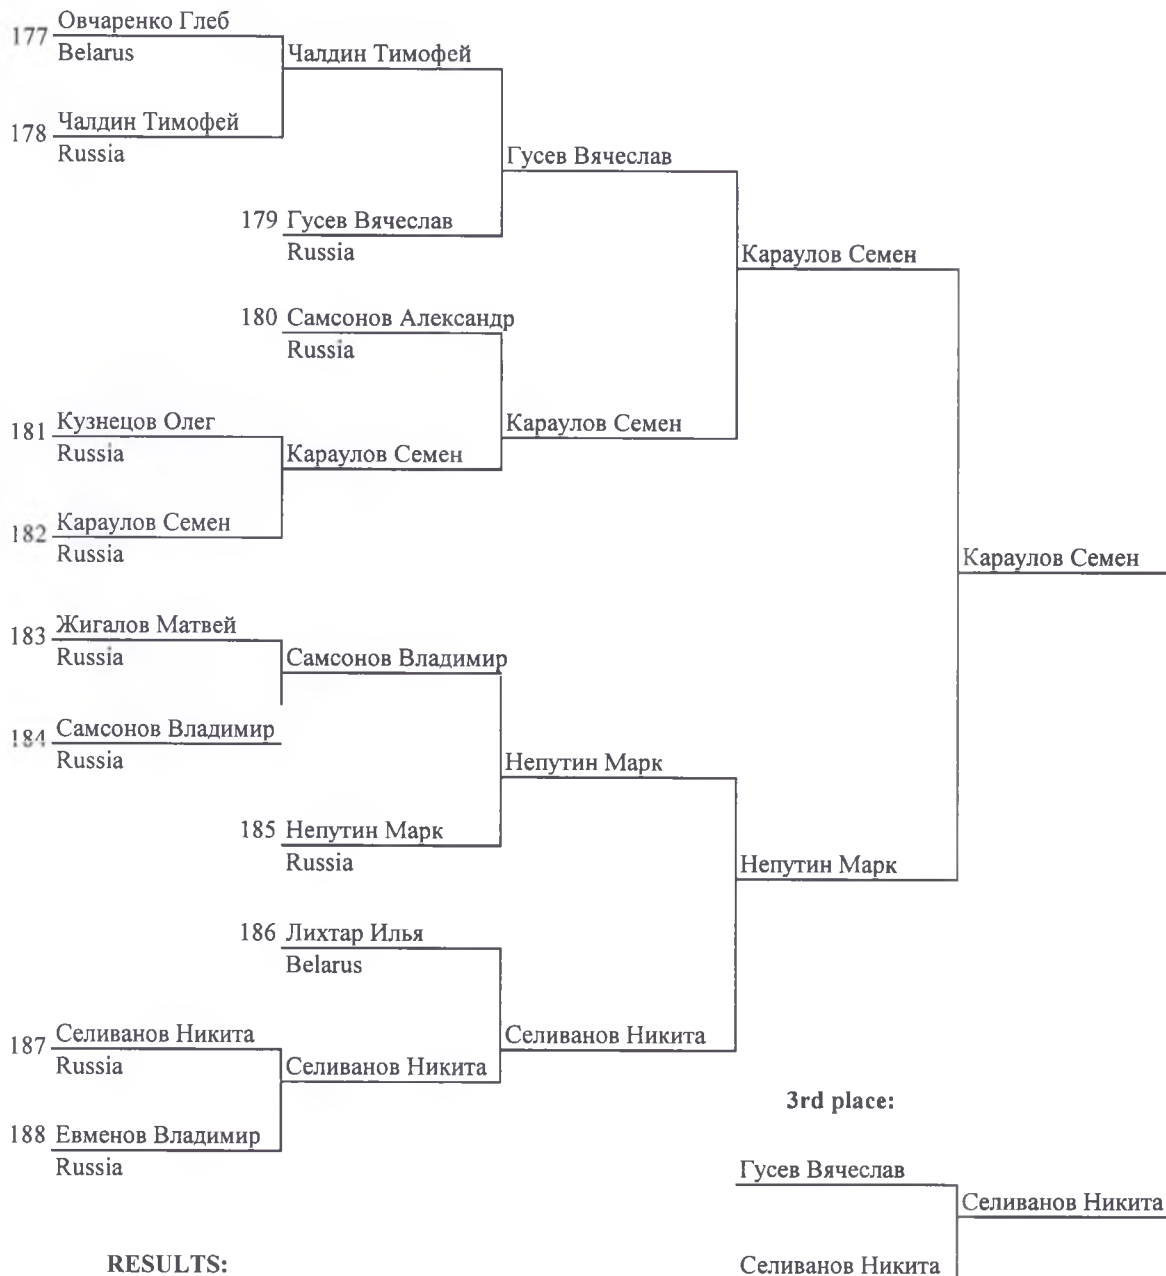 177 Овчаренко Глеб
Belarus
Чалдин Тимофей
178 Чалдин Тимофей
Russia
Гусев Вячеслав
179 Гусев Вячеслав
Russia
Караулов Семен
180 Самсонов Александр
Russia
181 Кузнецов Олег
Russia
Караулов Семен
Караулов Семен
182 Караулов Семен
Russia
Караулов Семен
183 Жигалов Матвей
Russia
Самсонов Владимир
184 Самсонов Владимир
Russia
Непутин Марк
185 Непутин Марк
Russia
Непутин Марк
186 Лихтар Илья
Belarus
187 Селиванов Никита
Russia
Селиванов Никита
Селиванов Никита
188 Евменов Владимир
Russia
3rd place:
Гусев Вячеслав
Селиванов Никита
Селиванов Никита
RESULTS: